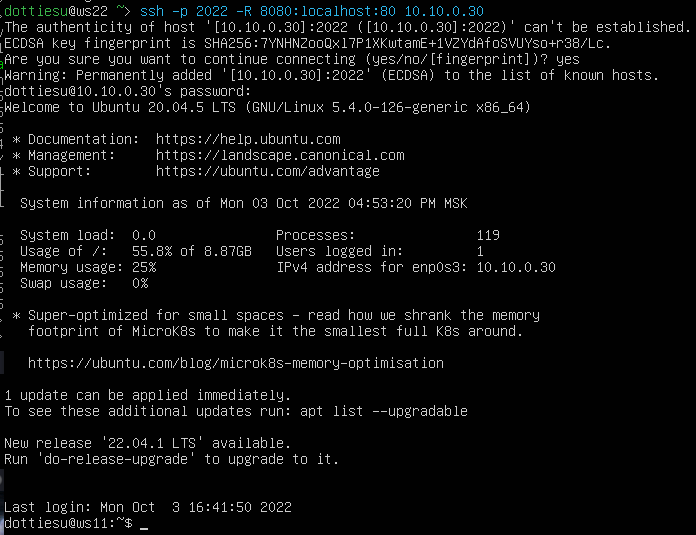 dottiesu@ws22 ~> ssh -p 2022 -R 8080:localhost:80 10.10.0.30
The authenticity of host '[10.10.0.30]:2022 ([10.10.0.30]:2022)' can't be established.
ECDSA key fingerprint is SHA256:7YNHNZooQxl7P1XKwtamE+1VZYdAfoSVUYso+r38/Lc.
Are you sure you want to continue connecting (yes/no/[fingerprint])? yes
Warning: Permanently added '[10.10.0.30]:2022' (ECDSA) to the list of known hosts.
dottiesu@10.10.0.30's password:
Welcome to Ubuntu 20.04.5 LTS (GNU/Linux 5.4.0-126-generic x86_64)
* Documentation:  https://help.ubuntu.com
* Management:     https://landscape.canonical.com
* Support:        https://ubuntu.com/advantage
System information as of Mon 03 Oct 2022 04:53:20 PM MSK
System load:  0.0               Processes:               119
Usage of /:   55.8% of 8.87GB   Users logged in:         1
Memory usage: 25%               IPv4 address for enp0s3: 10.10.0.30
Swap usage:   0%
* Super-optimized for small spaces - read how we shrank the memory
footprint of MicroK8s to make it the smallest full K8s around.
https://ubuntu.com/blog/microk8s-memory-optimisation
1 update can be applied immediately.
To see these additional updates run: apt list --upgradable
New release '22.04.1 LTS' available.
Run 'do-release-upgrade' to upgrade to it.
Last login: Mon Oct  3 16:41:50 2022
dottiesu@ws11:~$ _